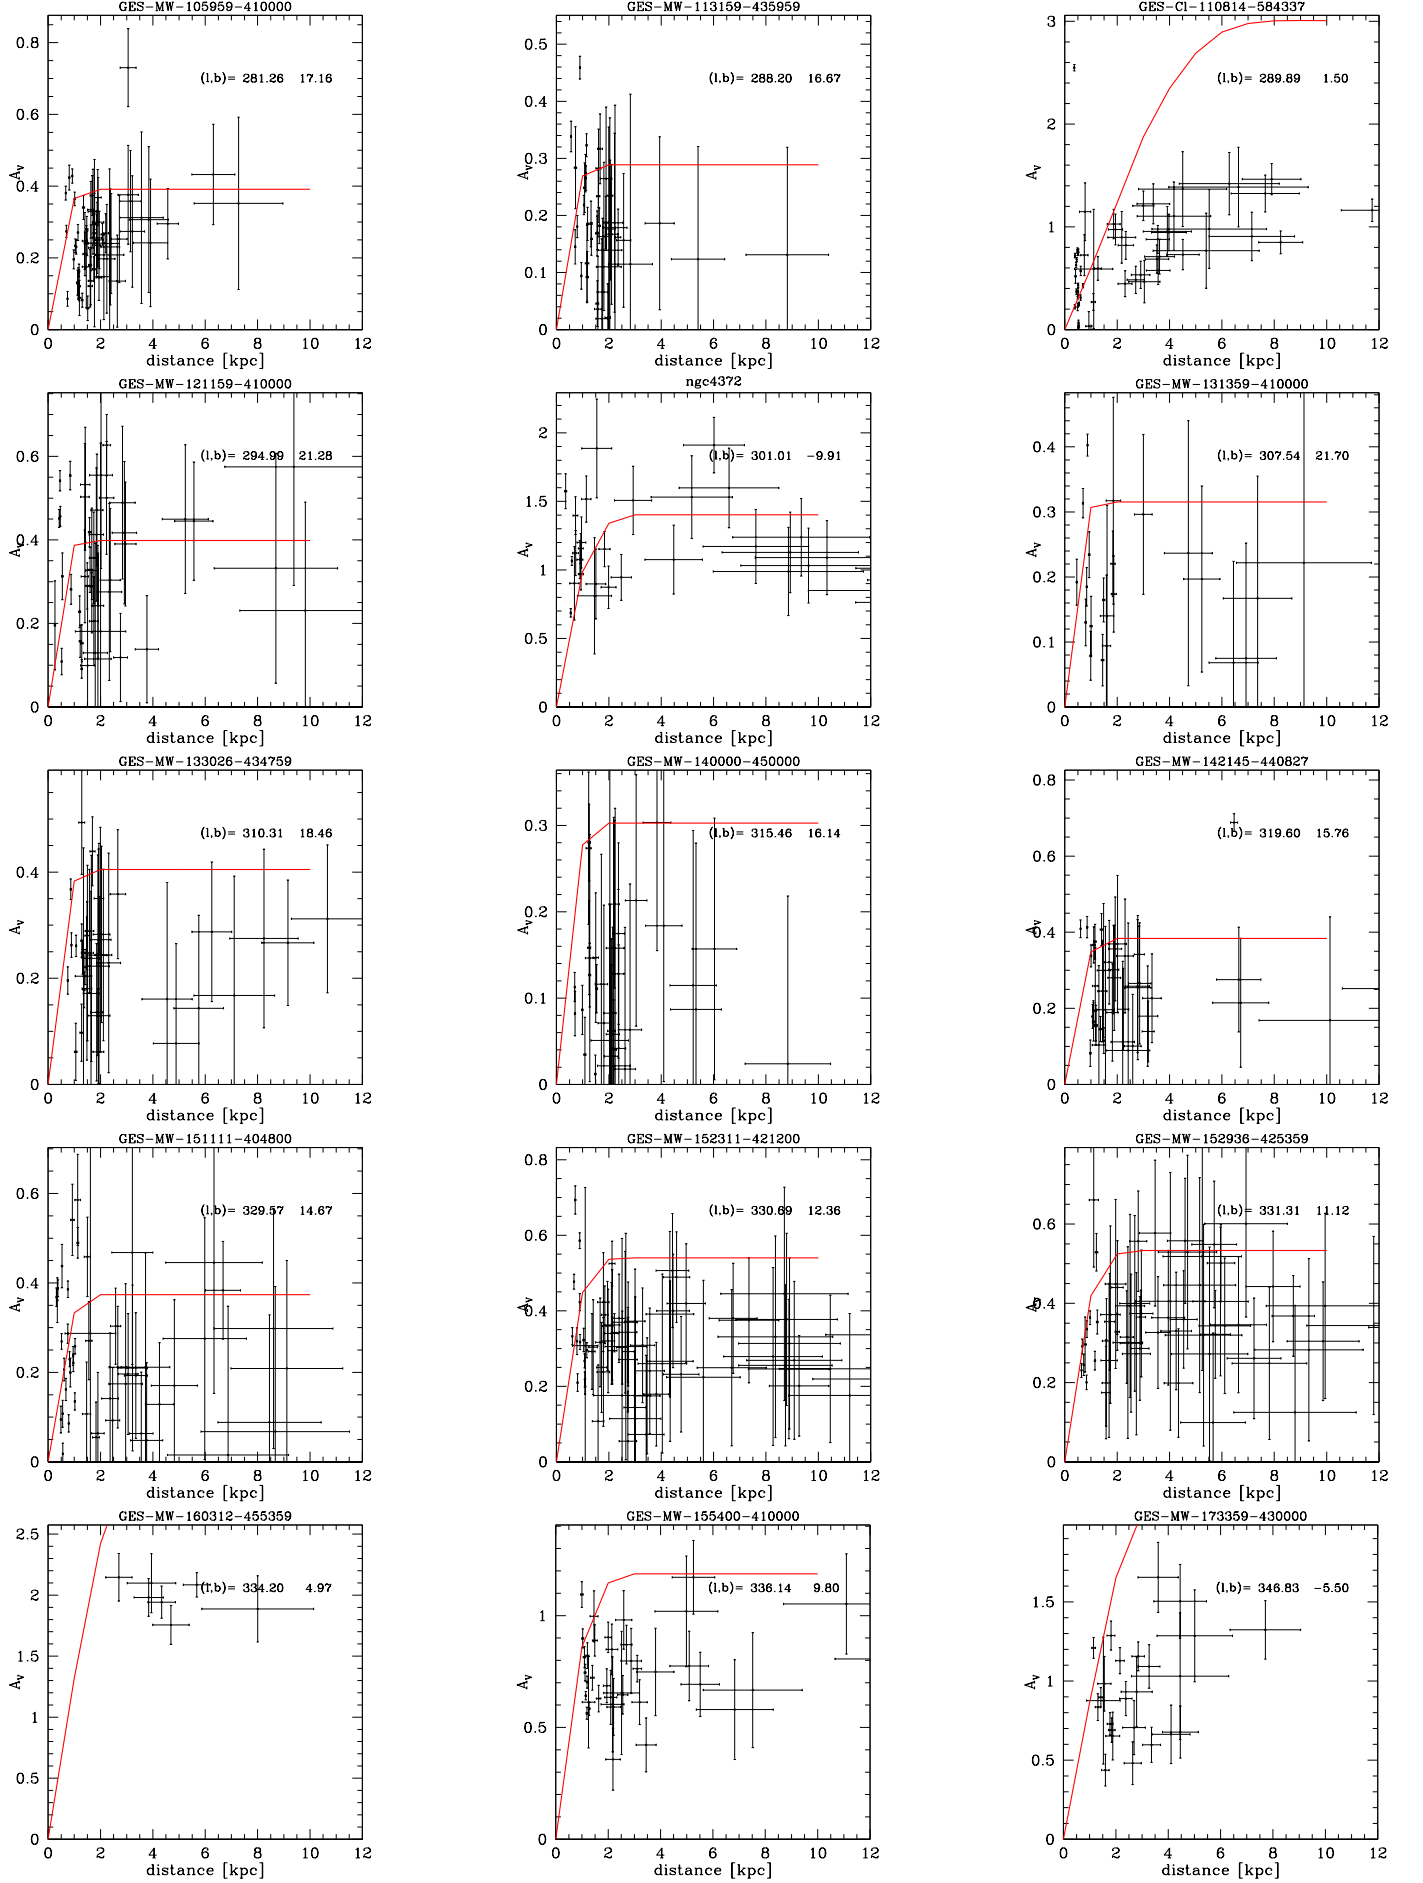 GES-MW-105959-410000
0.8
0.6
0.4
0.2
0
A_V
(l,b)= 281.26 17.16
0 2 4 6 8 10 12
distance [kpc]
GES-MW-113159-435959
0.5
0.4
0.3
0.2
0.1
0
A_V
(l,b)= 288.20 16.67
0 2 4 6 8 10 12
distance [kpc]
GES-Cl-110814-584337
3
2
1
0
A_V
(l,b)= 289.89 1.50
0 2 4 6 8 10 12
distance [kpc]
GES-MW-121159-410000
0.6
0.4
0.2
0
A_V
(l,b)= 294.99 21.28
0 2 4 6 8 10 12
distance [kpc]
ngc4372
2
1.5
1
0.5
0
A_V
(l,b)= 301.01 -9.91
0 2 4 6 8 10 12
distance [kpc]
GES-MW-131359-410000
0.4
0.3
0.2
0.1
0
A_V
(l,b)= 307.54 21.70
0 2 4 6 8 10 12
distance [kpc]
GES-MW-133026-434759
0.4
0.2
0
A_V
(l,b)= 310.31 18.46
0 2 4 6 8 10 12
distance [kpc]
GES-MW-140000-450000
0.3
0.2
0.1
0
A_V
(l,b)= 315.46 16.14
0 2 4 6 8 10 12
distance [kpc]
GES-MW-142145-440827
0.8
0.6
0.4
0.2
0
A_V
(l,b)= 319.60 15.76
0 2 4 6 8 10 12
distance [kpc]
GES-MW-151111-404800
0.6
0.4
0.2
0
A_V
(l,b)= 329.57 14.67
0 2 4 6 8 10 12
distance [kpc]
GES-MW-152311-421200
0.8
0.6
0.4
0.2
0
A_V
(l,b)= 330.69 12.36
0 2 4 6 8 10 12
distance [kpc]
GES-MW-152936-425359
0.6
0.4
0.2
0
A_V
(l,b)= 331.31 11.12
0 2 4 6 8 10 12
distance [kpc]
GES-MW-160312-455359
2.5
2
1.5
1
0.5
0
A_V
(l,b)= 334.20 4.97
0 2 4 6 8 10 12
distance [kpc]
GES-MW-155400-410000
1
0.5
0
A_V
(l,b)= 336.14 9.80
0 2 4 6 8 10 12
distance [kpc]
GES-MW-173359-430000
1.5
1
0.5
0
A_V
(l,b)= 346.83 -5.50
0 2 4 6 8 10 12
distance [kpc]